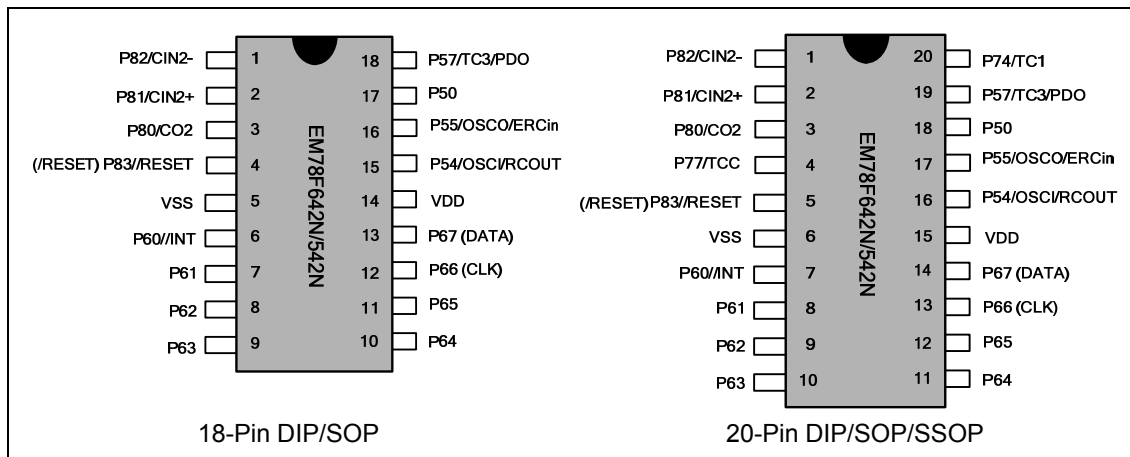 P82/CIN2- 1 18 P57/TC3/PDO
P81/CIN2+ 2 17 P50
P80/CO2 3 16 P55/OSCO/ERCin
(/RESET) P83//RESET 4 15 P54/OSCI/RCOUT
VSS 5 14 VDD
P60//INT 6 13 P67 (DATA)
P61 7 12 P66 (CLK)
P62 8 11 P65
P63 9 10 P64
EM78F642N/542N
18-Pin DIP/SOP
P82/CIN2- 1 20 P74/TC1
P81/CIN2+ 2 19 P57/TC3/PDO
P80/CO2 3 18 P50
P77/TCC 4 17 P55/OSCO/ERCin
(/RESET) P83//RESET 5 16 P54/OSCI/RCOUT
VSS 6 15 VDD
P60//INT 7 14 P67 (DATA)
P61 8 13 P66 (CLK)
P62 9 12 P65
P63 10 11 P64
EM78F642N/542N
20-Pin DIP/SOP/SSOP